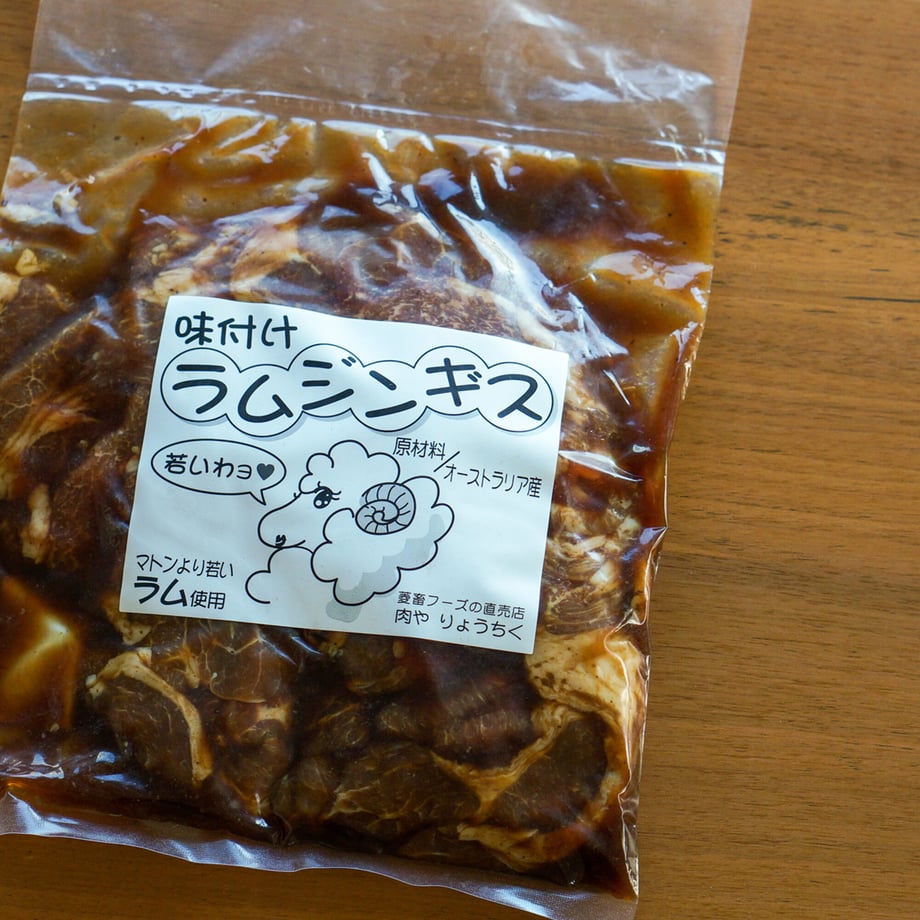 味付け
ラムジンギス
若いわョ♥
原材料/
オーストラリア産
マトンより若い
ラム使用
菱畜フーズの直売店
肉や りょうちく